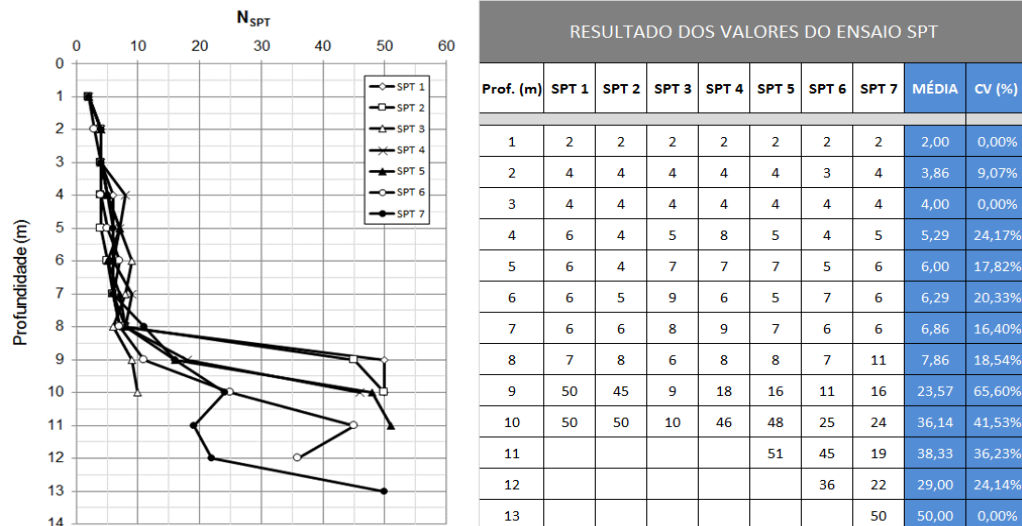 N_SPT
0 10 20 30 40 50 60
0
1
2
3
4
5
6
7
8
9
10
11
12
13
14
Profundidade (m)
SPT 1
SPT 2
SPT 3
SPT 4
SPT 5
SPT 6
SPT 7
RESULTADO DOS VALORES DO ENSAIO SPT
Prof. (m) SPT 1 SPT 2 SPT 3 SPT 4 SPT 5 SPT 6 SPT 7 MÉDIA CV (%)
1 2 2 2 2 2 2 2 2,00 0,00%
2 4 4 4 4 4 3 4 3,86 9,07%
3 4 4 4 4 4 4 4 4,00 0,00%
4 6 4 5 8 5 4 5 5,29 24,17%
5 6 4 7 7 7 5 6 6,00 17,82%
6 6 5 9 6 5 7 6 6,29 20,33%
7 6 6 8 9 7 6 6 6,86 16,40%
8 7 8 6 8 8 7 11 7,86 18,54%
9 50 45 9 18 16 11 16 23,57 65,60%
10 50 50 10 46 48 25 24 36,14 41,53%
11 51 45 19 38,33 36,23%
12 36 22 29,00 24,14%
13 50 50,00 0,00%